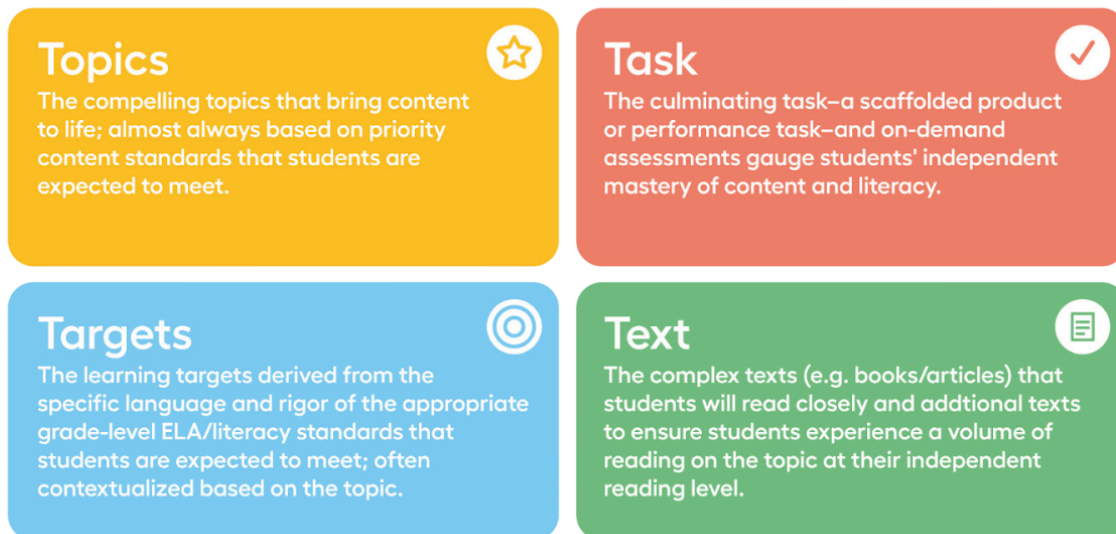 Topics
The compelling topics that bring content
to life; almost always based on priority
content standards that students are
expected to meet.
Task
The culminating task–a scaffolded product
or performance task–and on-demand
assessments gauge students' independent
mastery of content and literacy.
Targets
The learning targets derived from the
specific language and rigor of the appropriate
grade-level ELA/literacy standards that
students are expected to meet; often
contextualized based on the topic.
Text
The complex texts (e.g. books/articles) that
students will read closely and addtional texts
to ensure students experience a volume of
reading on the topic at their independent
reading level.